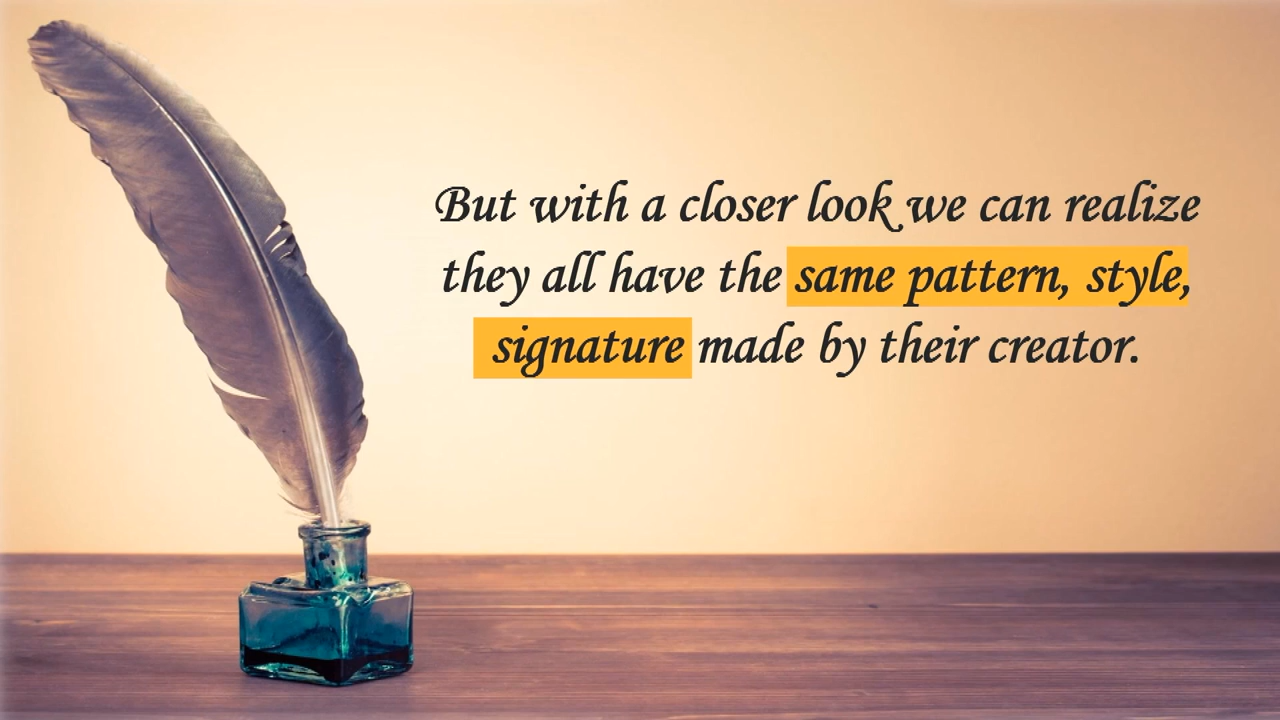 But with a closer look we can realize
they all have the same pattern, style,
signature made by their creator.